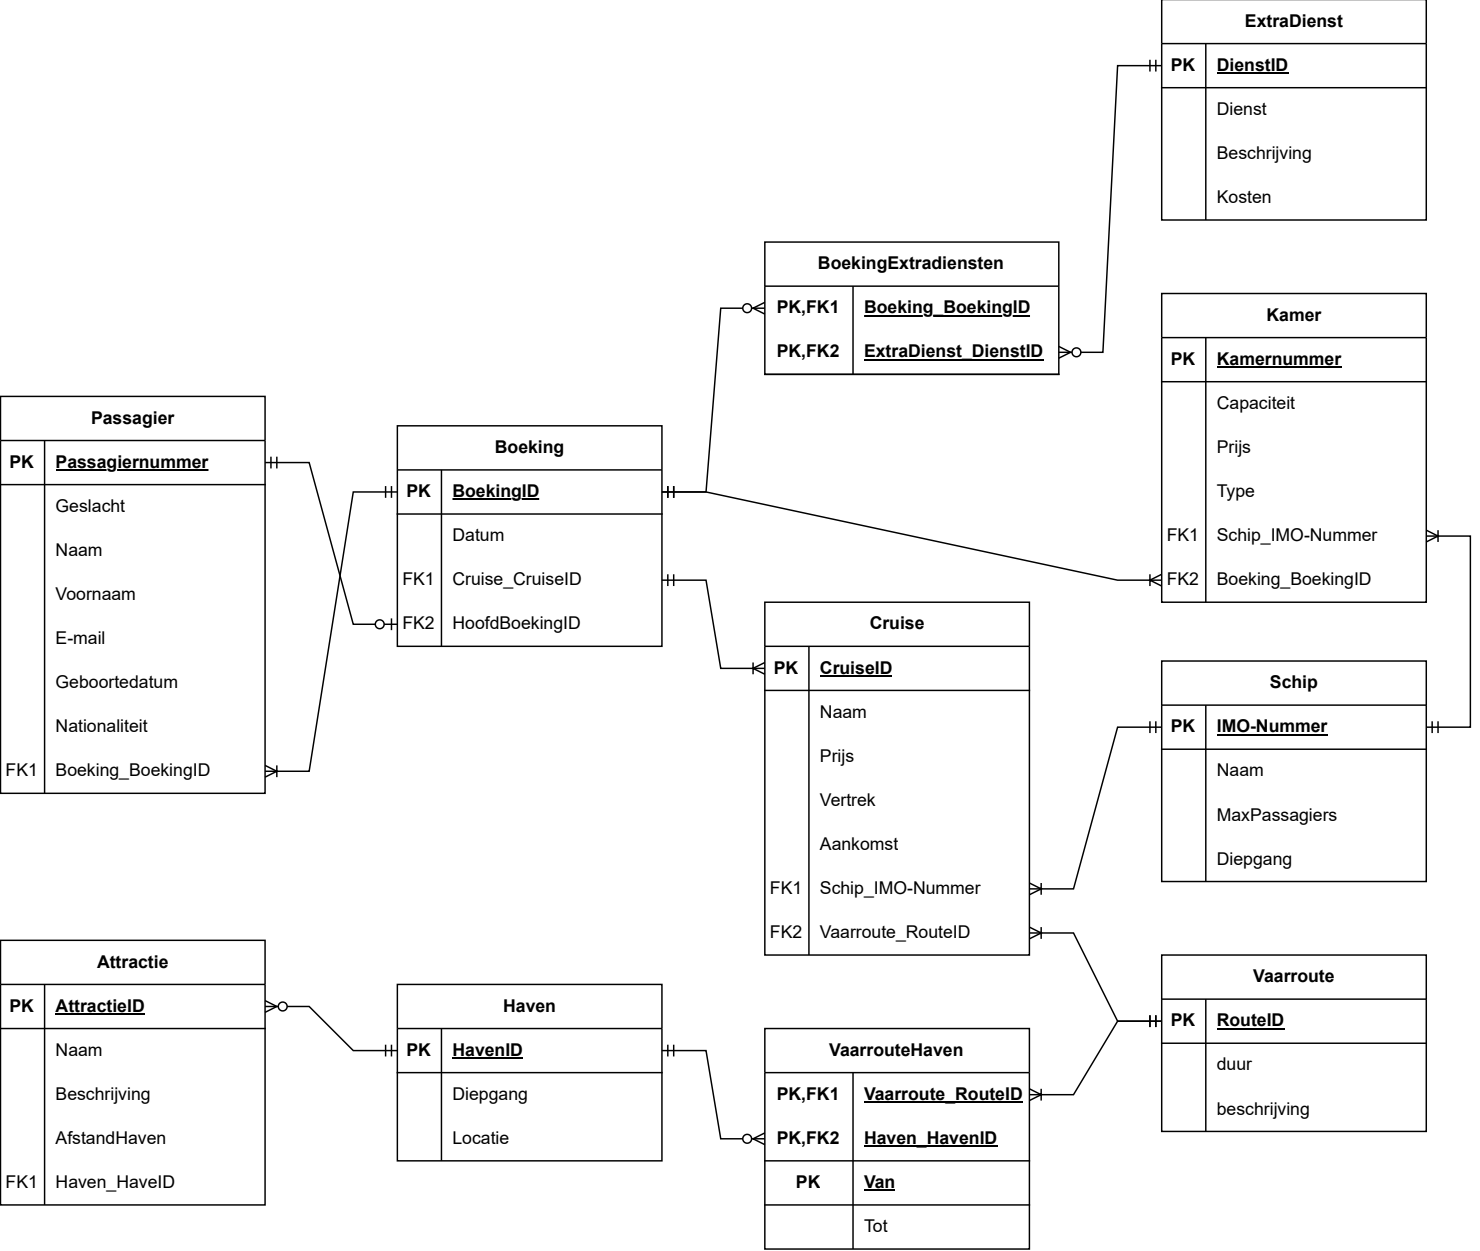 ExtraDienst
PK DienstID
Dienst
Beschrijving
Kosten
BoekingExtradiensten
PK,FK1 Boeking_BoekingID
PK,FK2 ExtraDienst_DienstID
Kamer
PK Kamernummer
Capaciteit
Prijs
Type
FK1 Schip_IMO-Nummer
FK2 Boeking_BoekingID
Passagier
PK Passagiernummer
Geslacht
Naam
Voornaam
E-mail
Geboortedatum
Nationaliteit
FK1 Boeking_BoekingID
Boeking
PK BoekingID
Datum
FK1 Cruise_CruiseID
FK2 HoofdBoekingID
Cruise
PK CruiseID
Naam
Prijs
Vertrek
Aankomst
FK1 Schip_IMO-Nummer
FK2 Vaarroute_RouteID
Schip
PK IMO-Nummer
Naam
MaxPassagiers
Diepgang
Attractie
PK AttractieID
Naam
Beschrijving
AfstandHaven
FK1 Haven_HaveID
Haven
PK HavenID
Diepgang
Locatie
VaarrouteHaven
PK,FK1 Vaarroute_RouteID
PK,FK2 Haven_HavenID
PK Van
Tot
Vaarroute
PK RouteID
duur
beschrijving